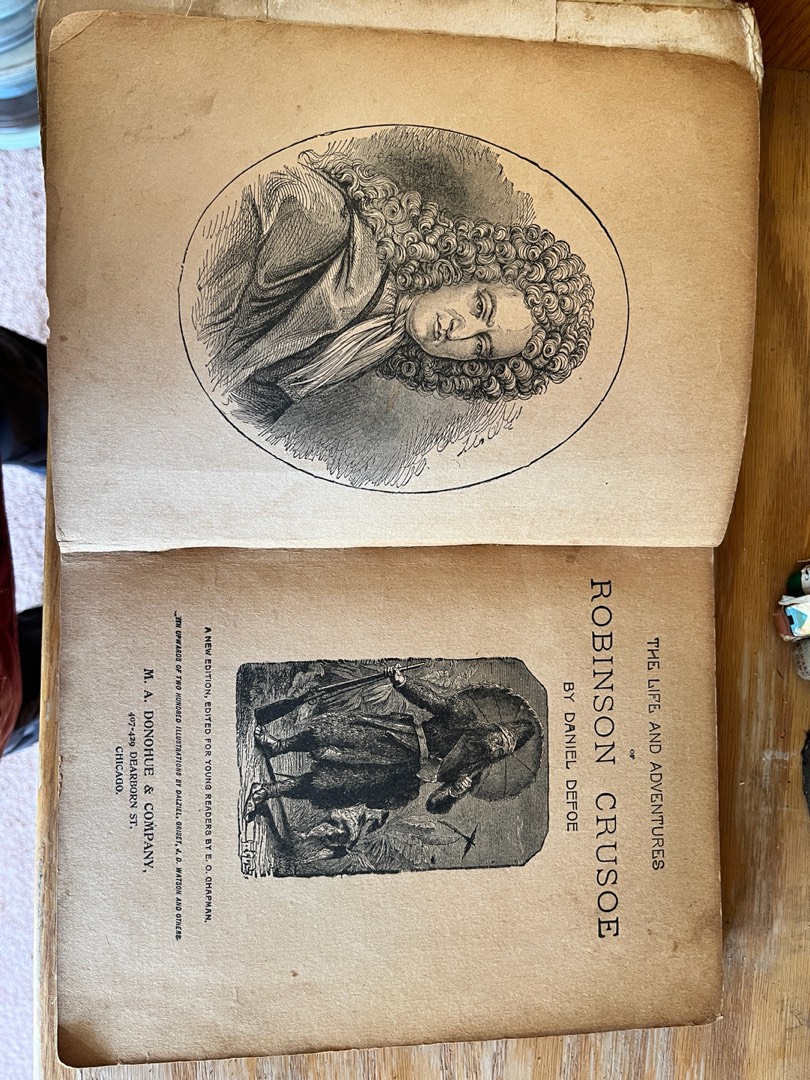 THE LIFE AND ADVENTURES
OF
ROBINSON CRUSOE
BY DANIEL DEFOE
A NEW EDITION, EDITED FOR YOUNG READERS BY E. O. CHAPMAN.
UPWARDS OF TWO HUNDRED ILLUSTRATIONS BY DALZIEL, GRISET, J. D. WATSON AND OTHERS.
M. A. DONOHUE & COMPANY,
407-429 DEARBORN ST.
CHICAGO.